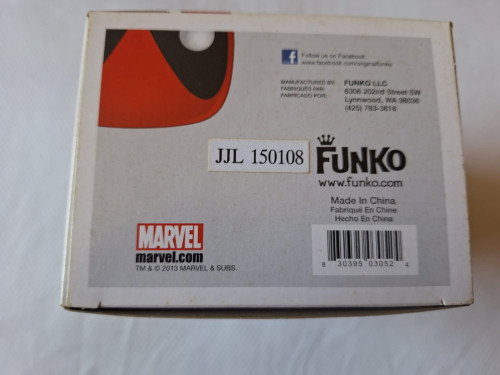 Follow us on Facebook
www.facebook.com/originalfunko
MANUFACTURED BY:
FABRIQUÉS PAR:
FABRICADO POR:
FUNKO LLC
6306 202nd Street SW
Lynnwood, WA 98036
(425) 783-3616
JJL 150108
FUNKO
www.funko.com
Made In China
Fabriqué En Chine
Hecho En China
MARVEL
marvel.com
TM & © 2013 MARVEL & SUBS.
8 30395 03052 4